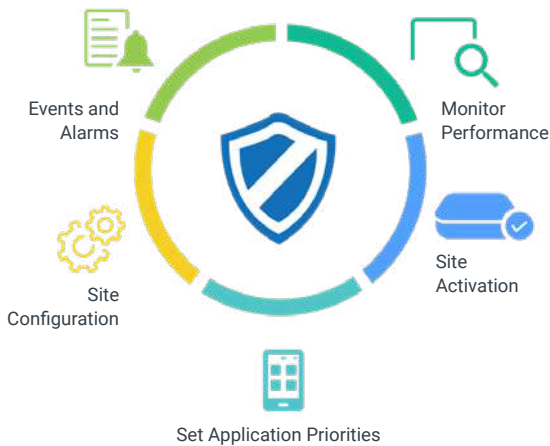 Events and
Alarms
Monitor
Performance
Site
Configuration
Site
Activation
Set Application Priorities